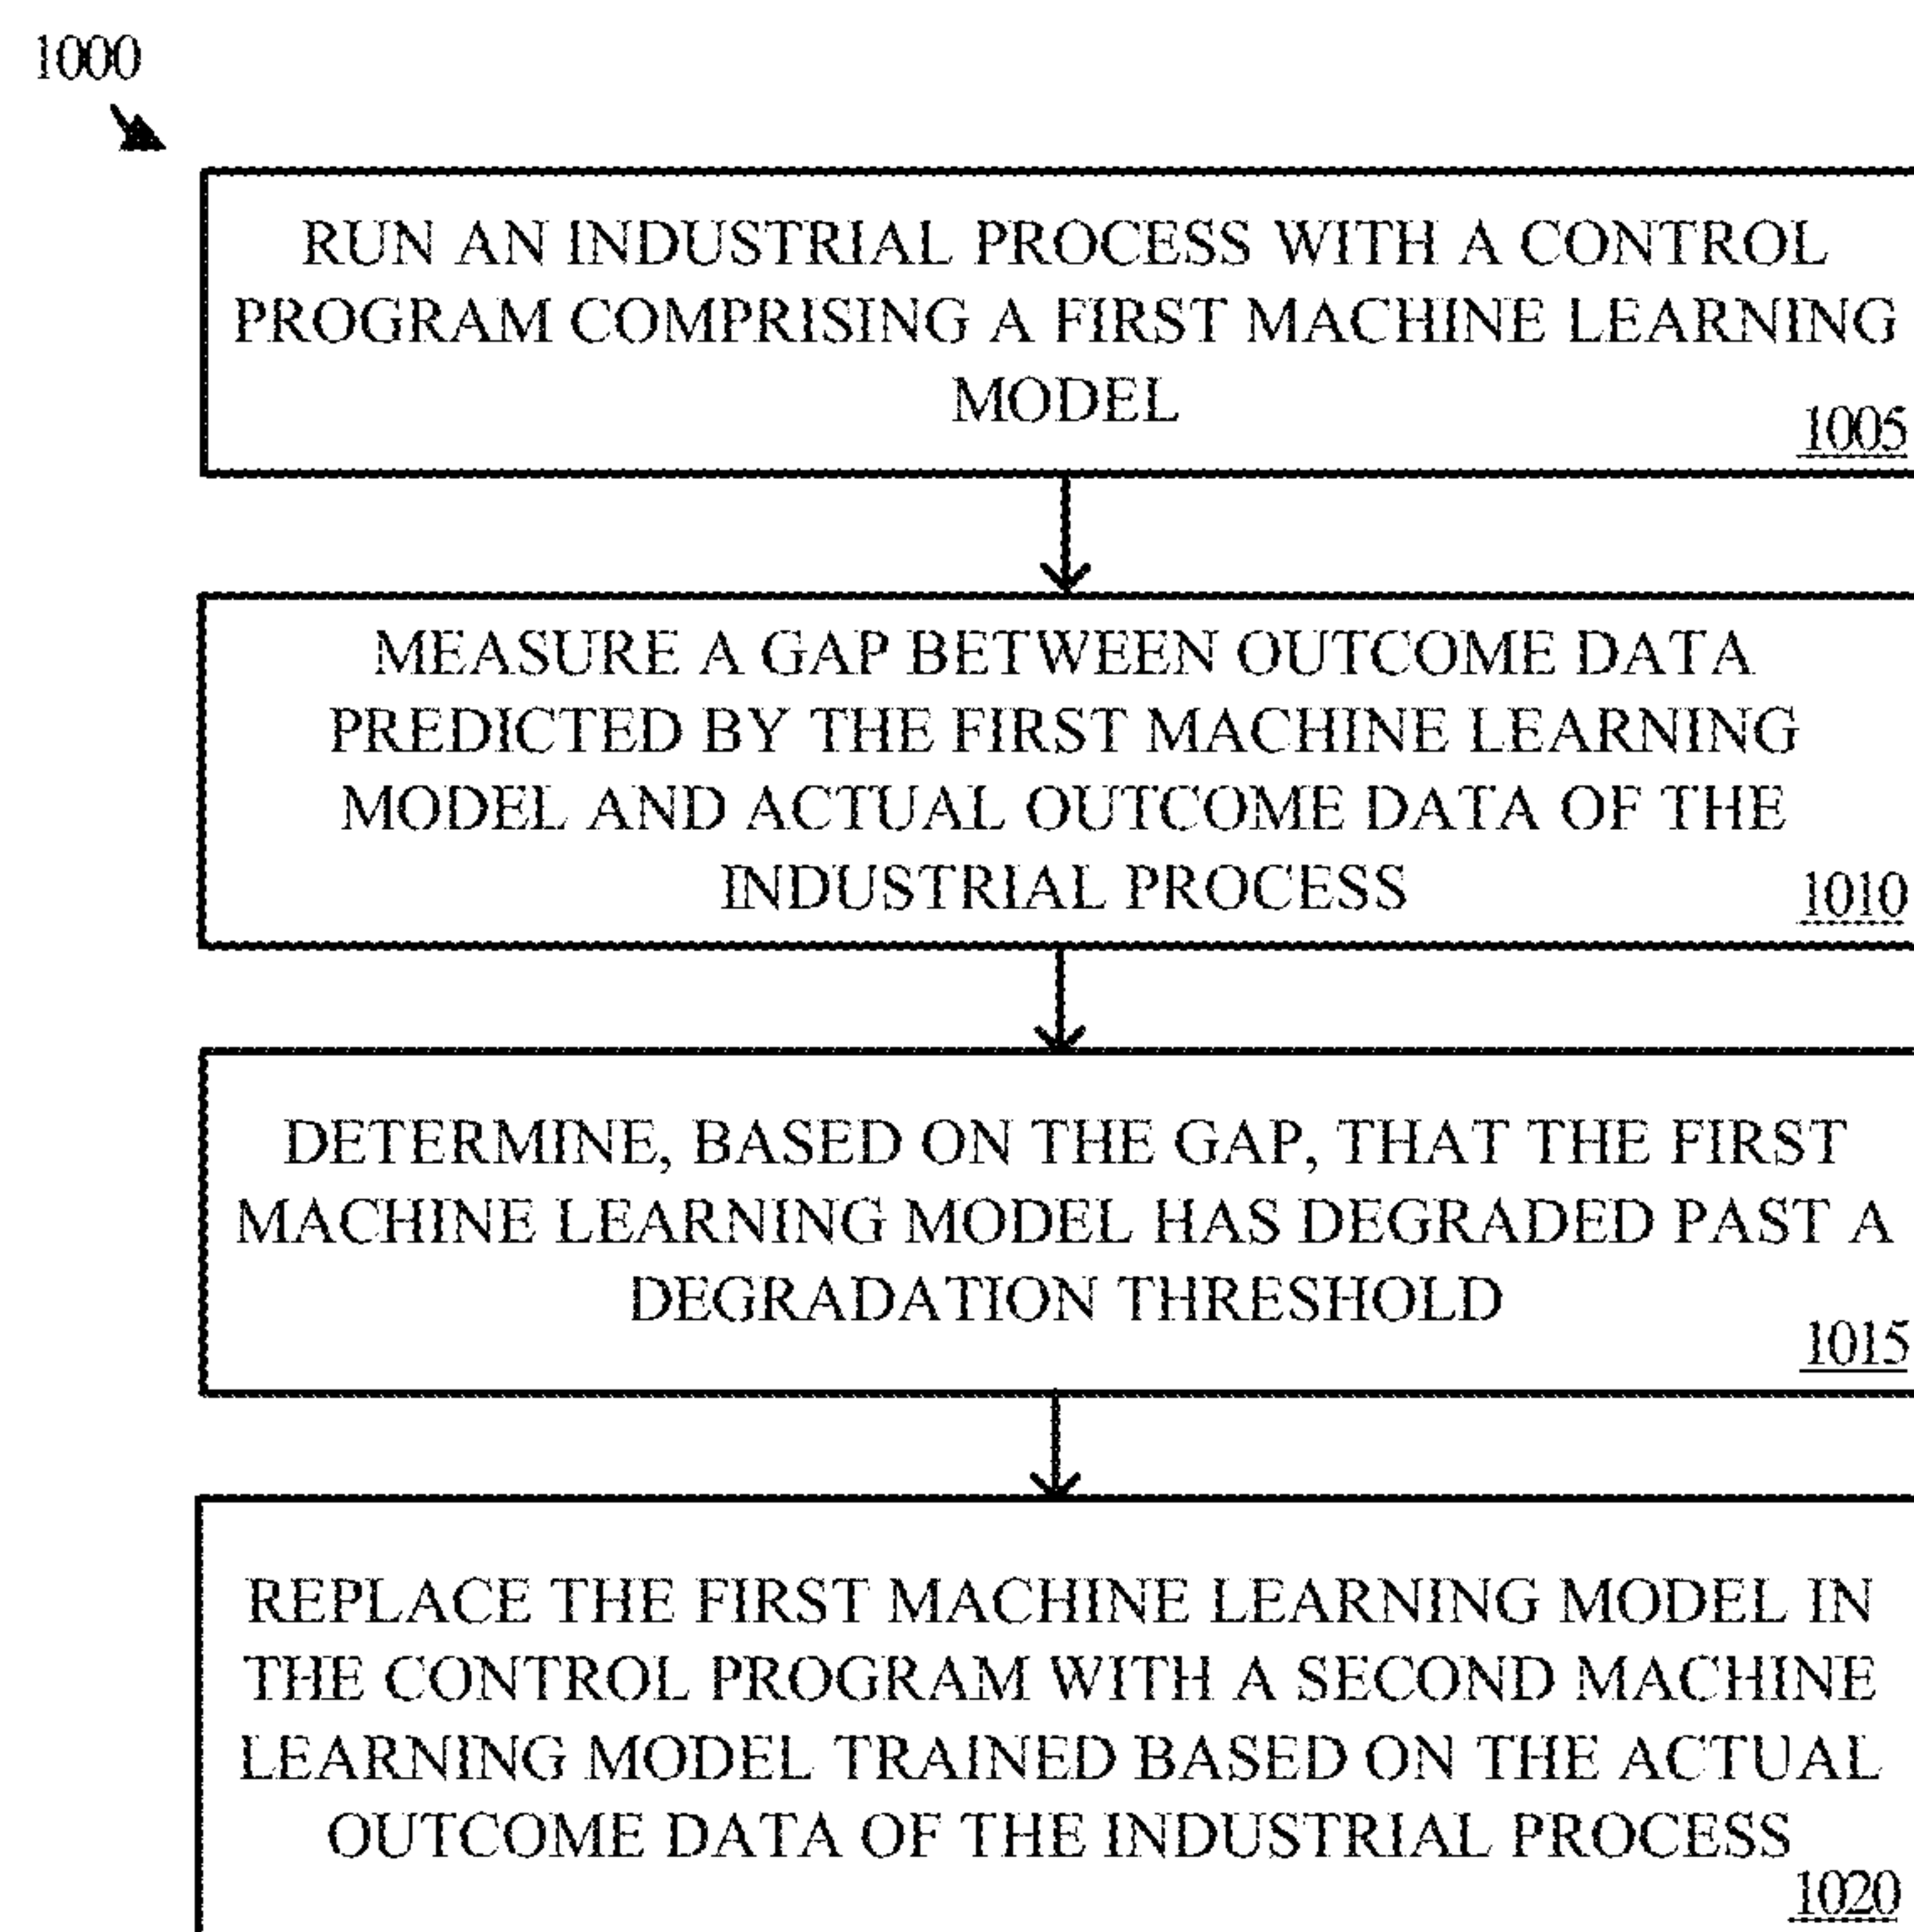 1000
RUN AN INDUSTRIAL PROCESS WITH A CONTROL
PROGRAM COMPRISING A FIRST MACHINE LEARNING
MODEL
1005
MEASURE A GAP BETWEEN OUTCOME DATA
PREDICTED BY THE FIRST MACHINE LEARNING
MODEL AND ACTUAL OUTCOME DATA OF THE
INDUSTRIAL PROCESS
1010
DETERMINE, BASED ON THE GAP, THAT THE FIRST
MACHINE LEARNING MODEL HAS DEGRADED PAST A
DEGRADATION THRESHOLD
1015
REPLACE THE FIRST MACHINE LEARNING MODEL IN
THE CONTROL PROGRAM WITH A SECOND MACHINE
LEARNING MODEL TRAINED BASED ON THE ACTUAL
OUTCOME DATA OF THE INDUSTRIAL PROCESS
1020